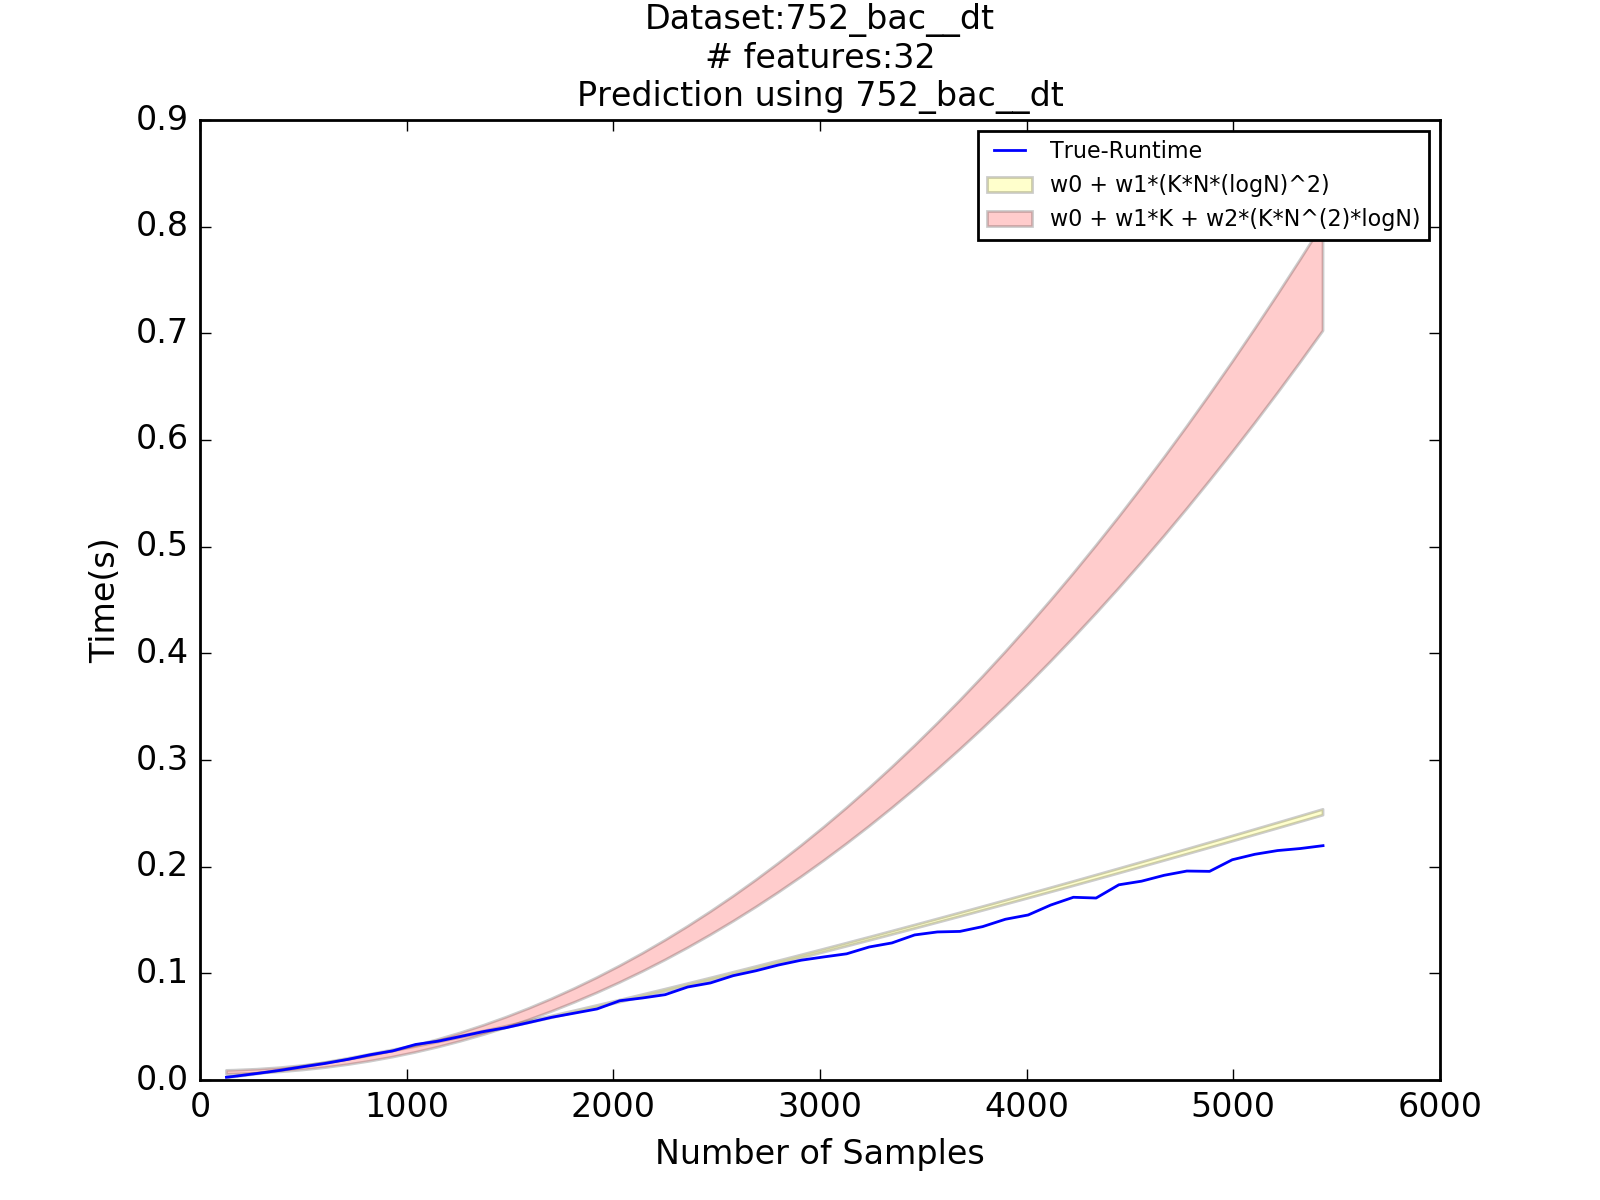 Dataset:752_bac__dt
# features:32
Prediction using 752_bac__dt
True-Runtime
w0 + w1*(K*N*(logN)^2)
w0 + w1*K + w2*(K*N^(2)*logN)
0.9
0.8
0.7
0.6
0.5
0.4
0.3
0.2
0.1
0.0
Time(s)
0 1000 2000 3000 4000 5000 6000
Number of Samples